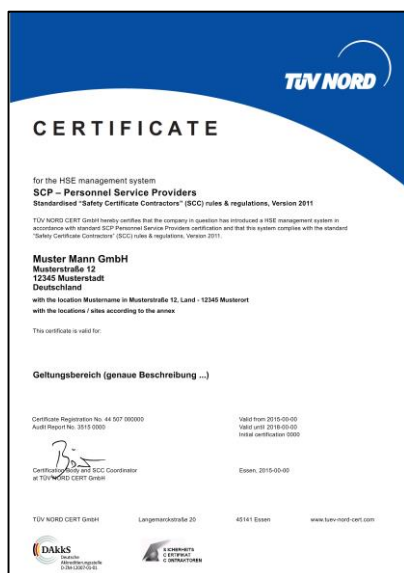 TÜV NORD
CERTIFICATE
for the HSE management system
SCP – Personnel Service Providers
Standardised "Safety Certificate Contractors" (SCC) rules & regulations, Version 2011
TÜV NORD CERT GmbH hereby certifies that the company in question has introduced a HSE management system in
accordance with standard SCP Personnel Service Providers certification and that this system complies with the standard
"Safety Certificate Contractors" (SCC) rules & regulations, Version 2011.
Muster Mann GmbH
Musterstraße 12
12345 Musterstadt
Deutschland
with the location Mustername in Musterstraße 12, Land - 12345 Musterort
with the locations / sites according to the annex
This certificate is valid for:
Geltungsbereich (genaue Beschreibung ...)
Certificate Registration No. 44 507 000000 Valid from 2015-00-00
Audit Report No. 3515 0000 Valid until 2018-00-00
Initial certification 0000
Certification Body and SCC Coordinator Essen, 2015-00-00
at TÜV NORD CERT GmbH
TÜV NORD CERT GmbH Langemarckstraße 20 45141 Essen www.tuev-nord-cert.com
DAkkS
Deutsche
Akkreditierungsstelle
SICHERHEITS
CERTIFIKAT
CONTRAKTOREN